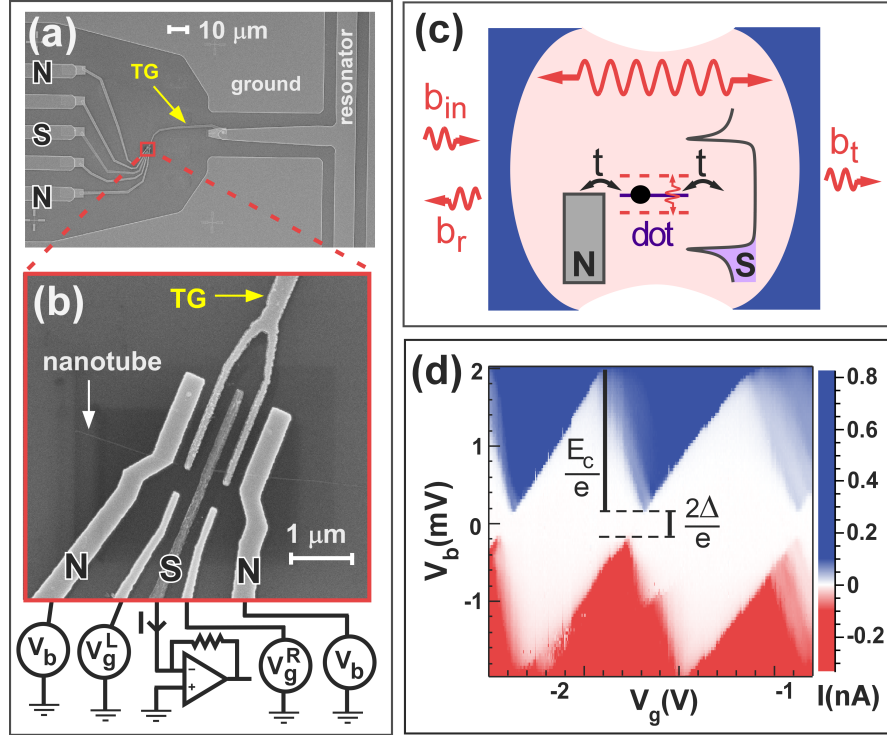 (a)
10 μm
N
TG
ground
resonator
S
N
(b)
TG
nanotube
1 μm
N
S
N
I
V_b
V_g^L
−
+
V_g^R
V_b
(c)
b_in
b_t
b_r
t
t
dot
N
S
(d)
2
1
0
-1
V_b(mV)
E_c/e
2Δ/e
-2
V_g(V)
-1
0.8
0.6
0.4
0.2
0
-0.2
I(nA)